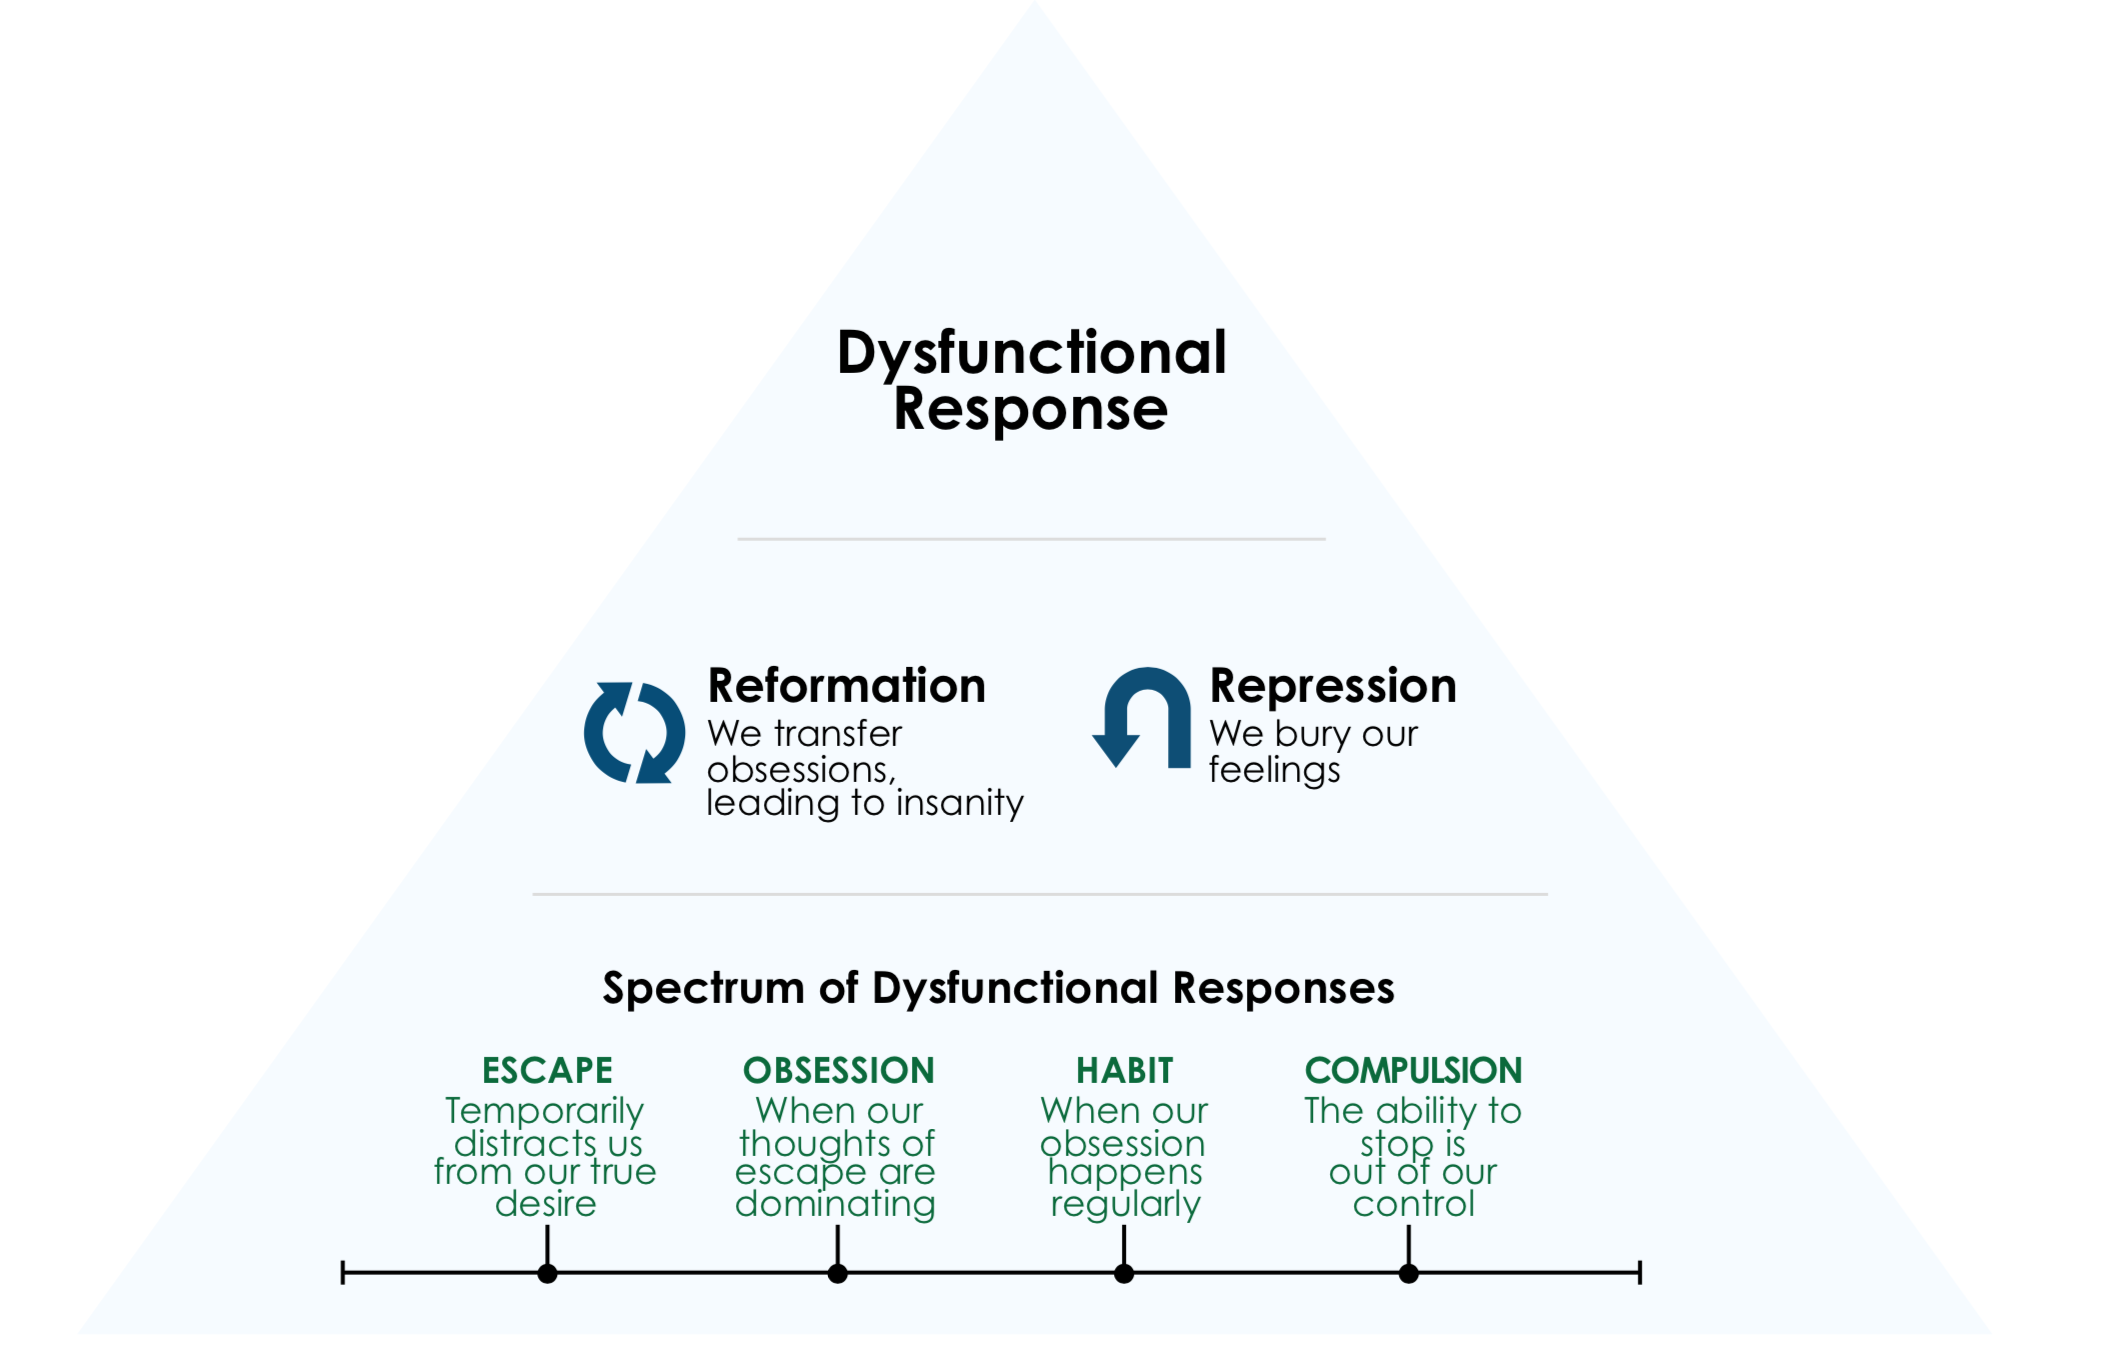 Dysfunctional
Response
Reformation
We transfer
obsessions,
leading to insanity
Repression
We bury our
feelings
Spectrum of Dysfunctional Responses
ESCAPE
Temporarily
distracts us
from our true
desire
OBSESSION
When our
thoughts of
escape are
dominating
HABIT
When our
obsession
happens
regularly
COMPULSION
The ability to
stop is
out of our
control